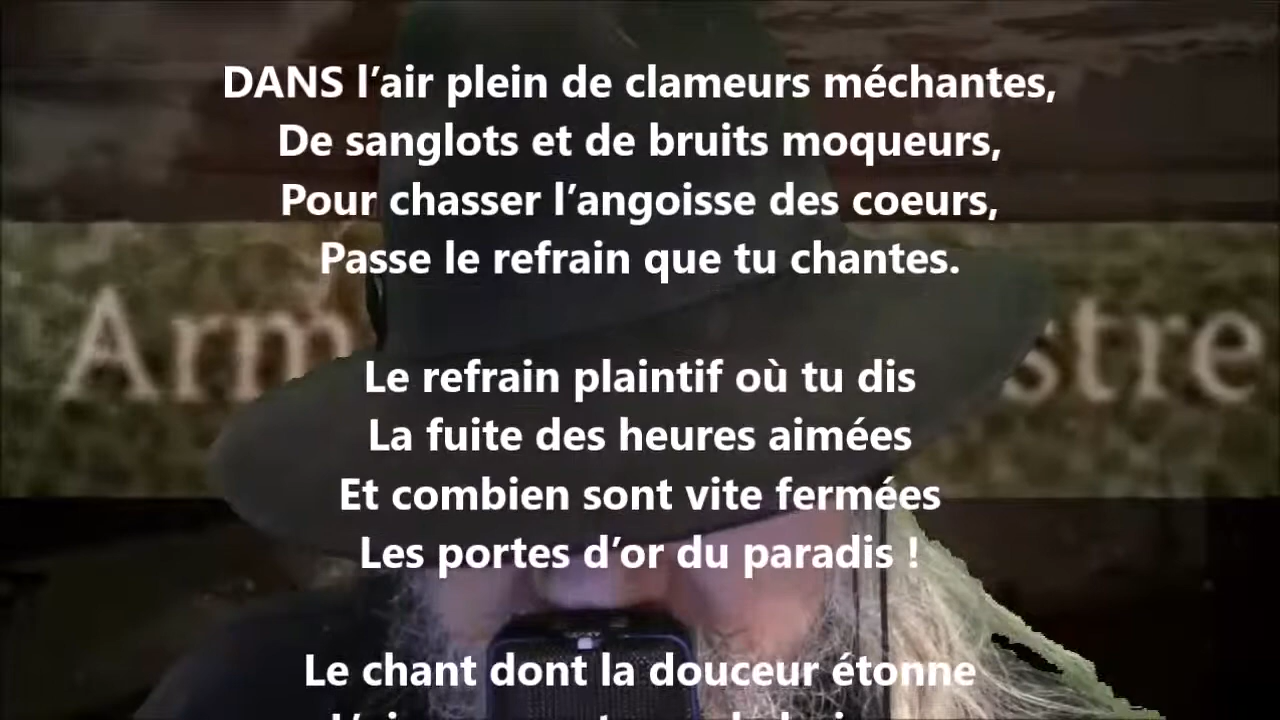 DANS l’air plein de clameurs méchantes,
De sanglots et de bruits moqueurs,
Pour chasser l’angoisse des coeurs,
Passe le refrain que tu chantes.
Arm stre
Le refrain plaintif où tu dis
La fuite des heures aimées
Et combien sont vite fermées
Les portes d’or du paradis !
Le chant dont la douceur étonne